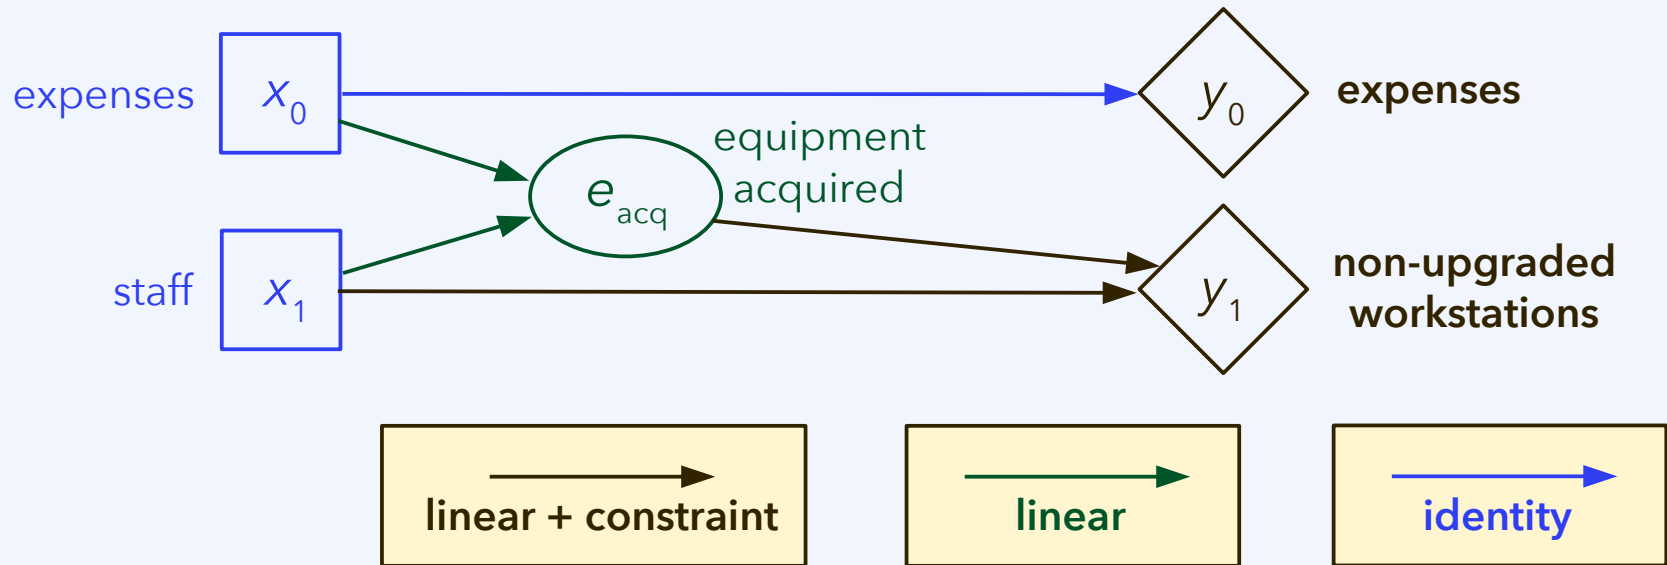 expenses
x0
y0
expenses
equipment
acquired
eacq
staff
x1
y1
non-upgraded
workstations
linear + constraint
linear
identity